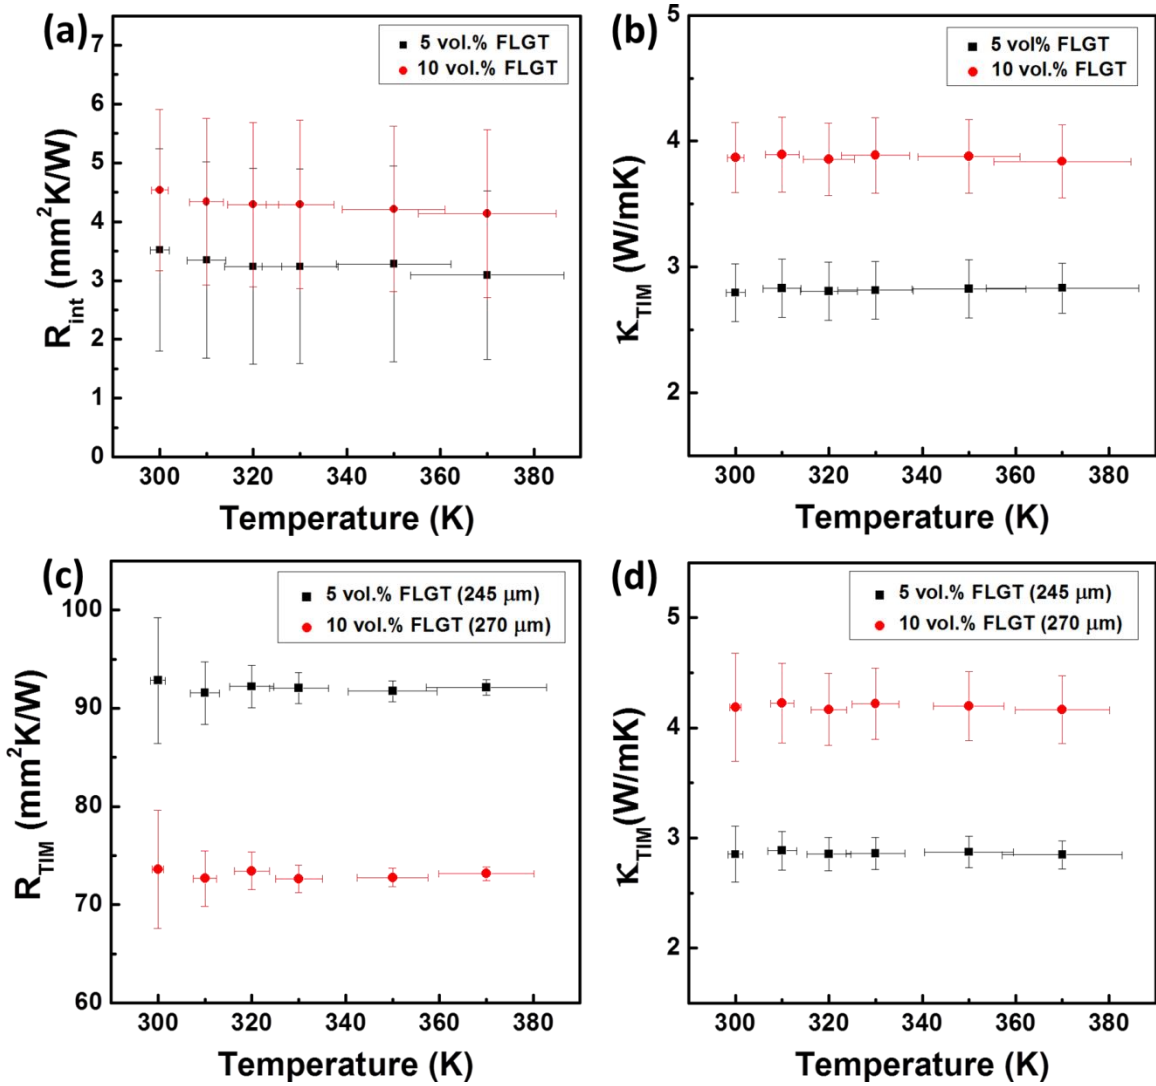 (a)
5 vol.% FLGT
10 vol.% FLGT
R_int (mm²K/W)
7
6
5
4
3
2
1
0
300 320 340 360 380
Temperature (K)
(b)
5 vol% FLGT
10 vol.% FLGT
κ_TIM (W/mK)
5
4
3
2
300 320 340 360 380
Temperature (K)
(c)
5 vol.% FLGT (245 μm)
10 vol.% FLGT (270 μm)
R_TIM (mm²K/W)
100
90
80
70
60
300 320 340 360 380
Temperature (K)
(d)
5 vol.% FLGT (245 μm)
10 vol.% FLGT (270 μm)
κ_TIM(W/mK)
5
4
3
2
300 320 340 360 380
Temperature (K)